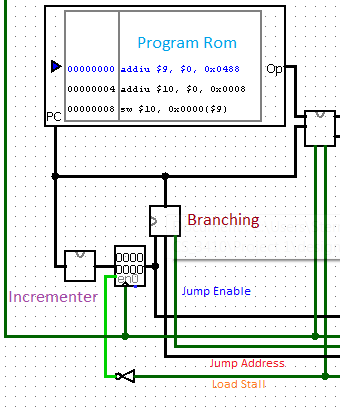 Program Rom
00000000 addiu $9, $0, 0x0488
00000004 addiu $10, $0, 0x0008
00000008 sw $10, 0x0000($9)
Op
PC
Branching
0000
0000
en0
Incrementer
Jump Enable
Jump Address
Load Stall